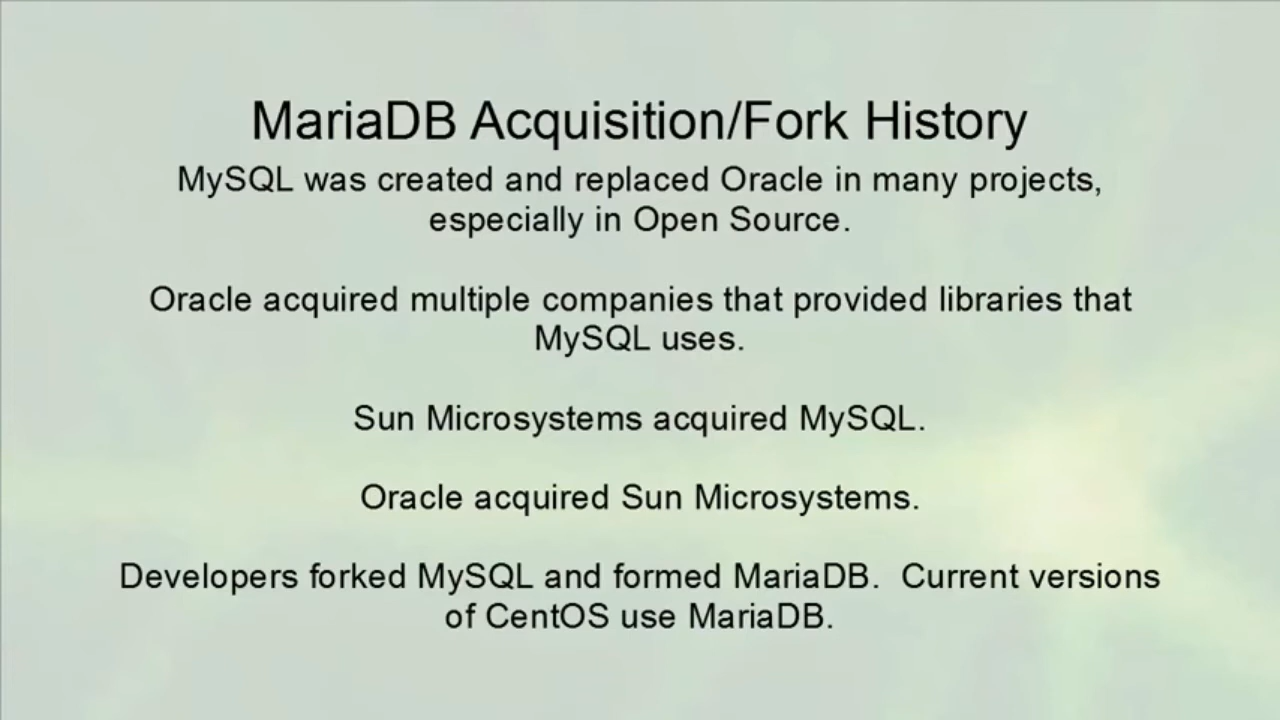 MariaDB Acquisition/Fork History
MySQL was created and replaced Oracle in many projects,
especially in Open Source.
Oracle acquired multiple companies that provided libraries that
MySQL uses.
Sun Microsystems acquired MySQL.
Oracle acquired Sun Microsystems.
Developers forked MySQL and formed MariaDB.  Current versions
of CentOS use MariaDB.